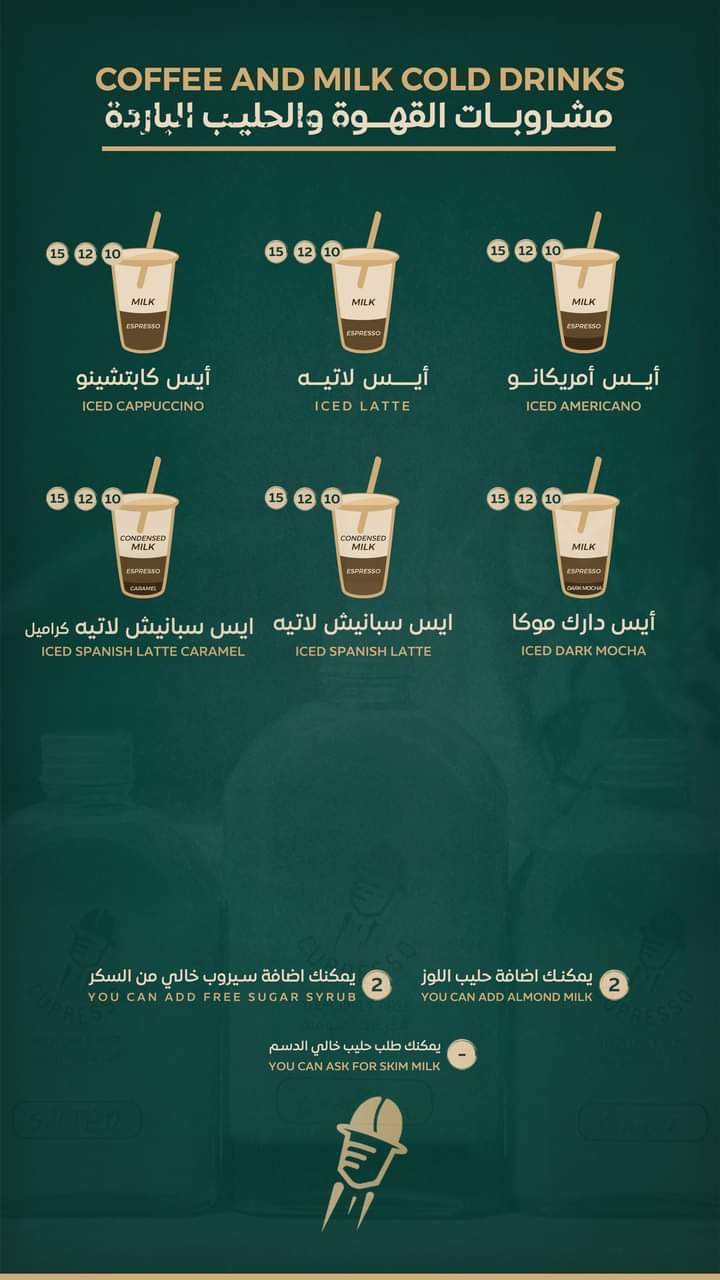 COFFEE AND MILK COLD DRINKS
مشروبات القهوة والحليب الباردة
15 12 10
MILK
ESPRESSO
أيس كابتشينو
ICED CAPPUCCINO
15 12 10
MILK
ESPRESSO
أيس لاتيه
ICED LATTE
15 12 10
MILK
ESPRESSO
أيس أمريكانو
ICED AMERICANO
15 12 10
CONDENSED
MILK
ESPRESSO
CARAMEL
ايس سبانيش لاتيه كراميل
ICED SPANISH LATTE CARAMEL
15 12 10
CONDENSED
MILK
ESPRESSO
ايس سبانيش لاتيه
ICED SPANISH LATTE
15 12 10
MILK
ESPRESSO
DARK MOCHA
أيس دارك موكا
ICED DARK MOCHA
يمكنك اضافة سيروب خالي من السكر
YOU CAN ADD FREE SUGAR SYRUB
2
يمكنك اضافة حليب اللوز
YOU CAN ADD ALMOND MILK
2
يمكنك طلب حليب خالي الدسم
YOU CAN ASK FOR SKIM MILK
-
CUPRESSO
CUPRESSO
CUPRESSO